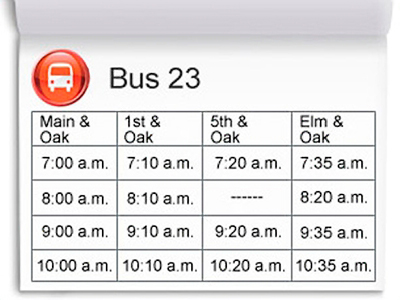 Bus 23
Main & Oak 1st & Oak 5th & Oak Elm & Oak
7:00 a.m. 7:10 a.m. 7:20 a.m. 7:35 a.m.
8:00 a.m. 8:10 a.m. ------ 8:20 a.m.
9:00 a.m. 9:10 a.m. 9:20 a.m. 9:35 a.m.
10:00 a.m. 10:10 a.m. 10:20 a.m. 10:35 a.m.